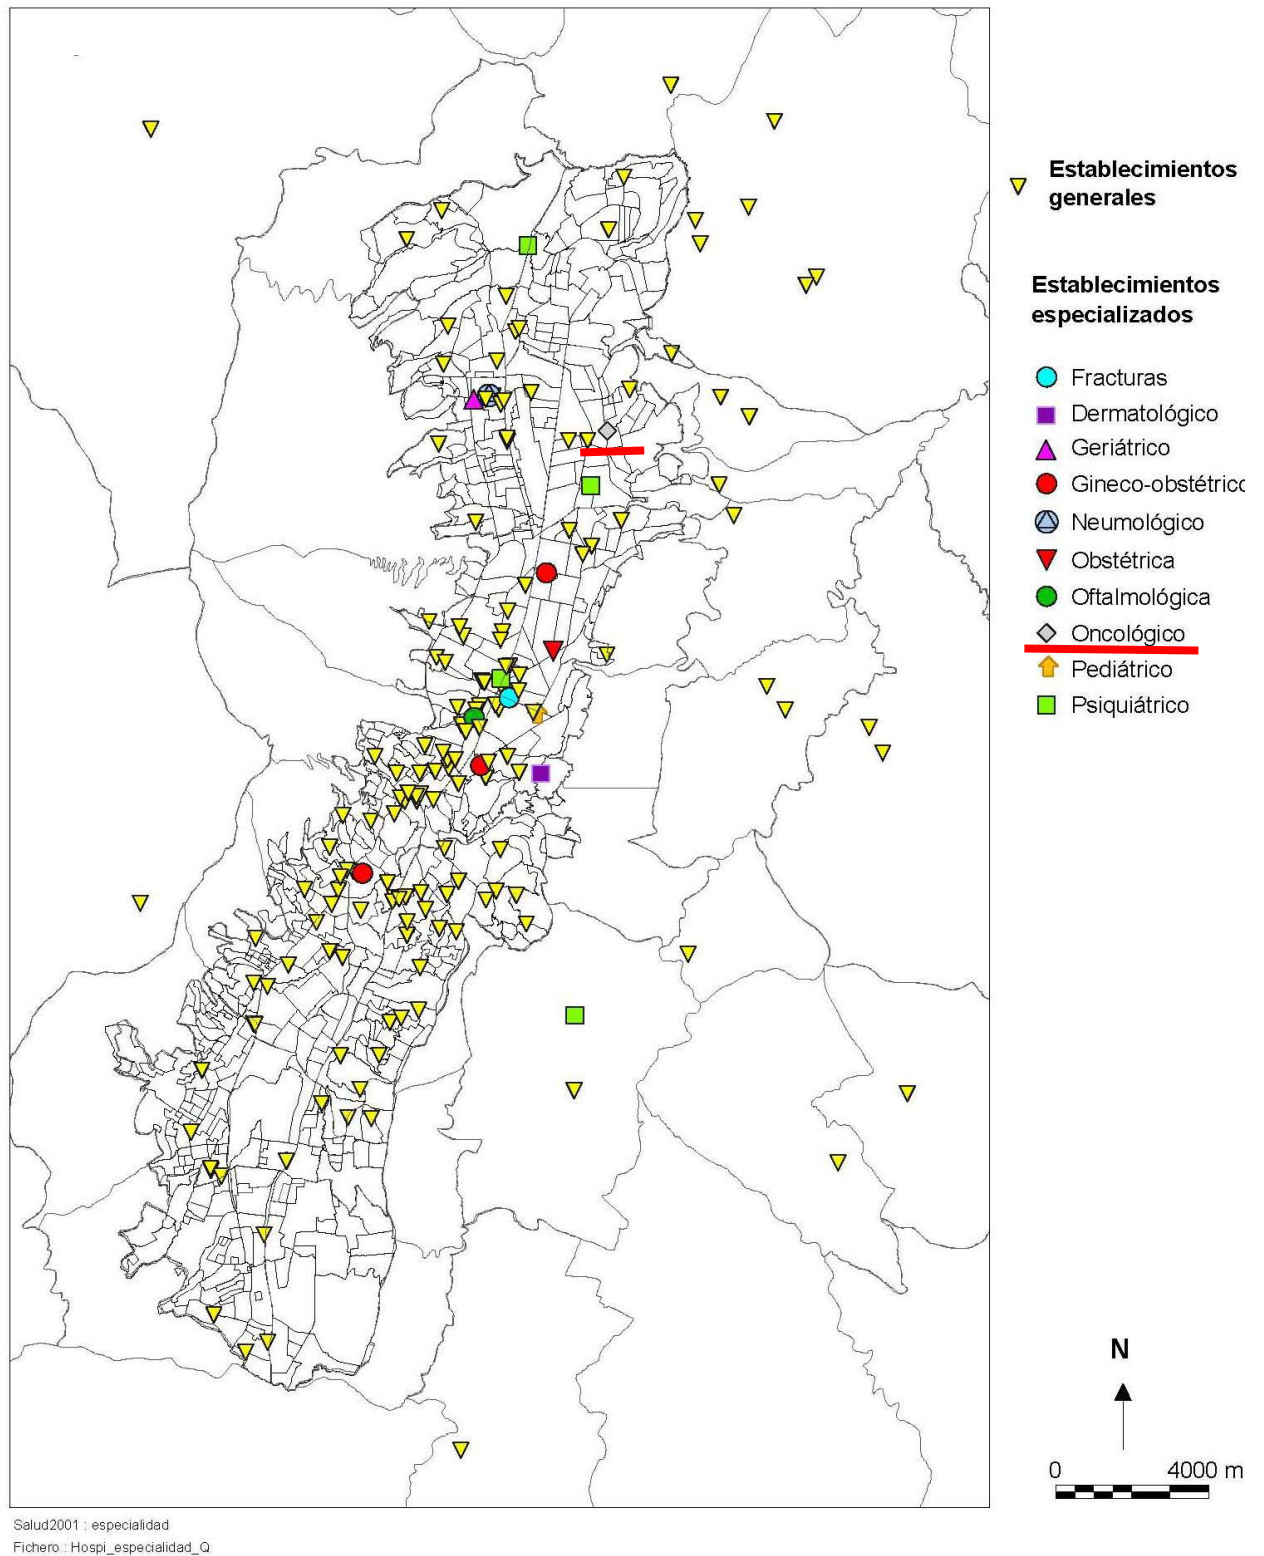 Establecimientos
generales
Establecimientos
especializados
Fracturas
Dermatológico
Geriátrico
Gineco-obstétric
Neumológico
Obstétrica
Oftalmológica
Oncológico
Pediátrico
Psiquiátrico
N
0 4000 m
Salud2001 : especialidad
Fichero : Hospi_especialidad_Q